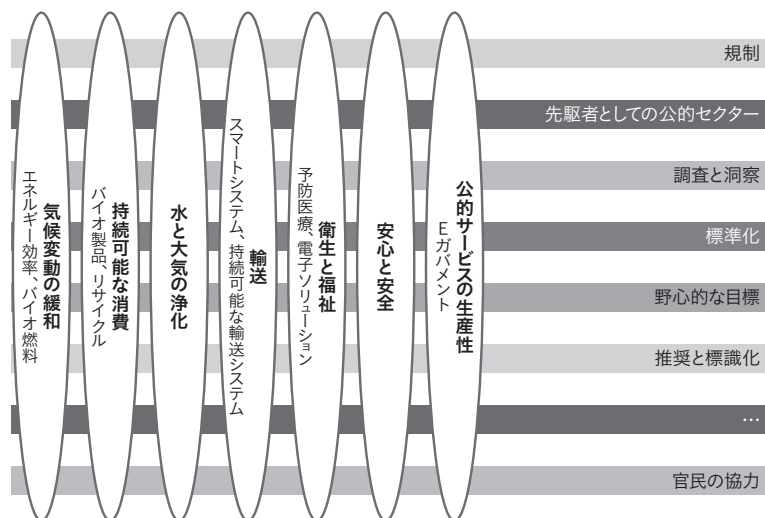 規制
先駆者としての公的セクター
調査と洞察
標準化
野心的な目標
推奨と標識化
…
官民の協力
気候変動の緩和
エネルギー効率、バイオ燃料
持続可能な消費
バイオ製品、リサイクル
水と大気の浄化
輸送
スマートシステム、持続可能な輸送システム
衛生と福祉
予防医療、電子ソリューション
安心と安全
公的サービスの生産性
Eガバメント